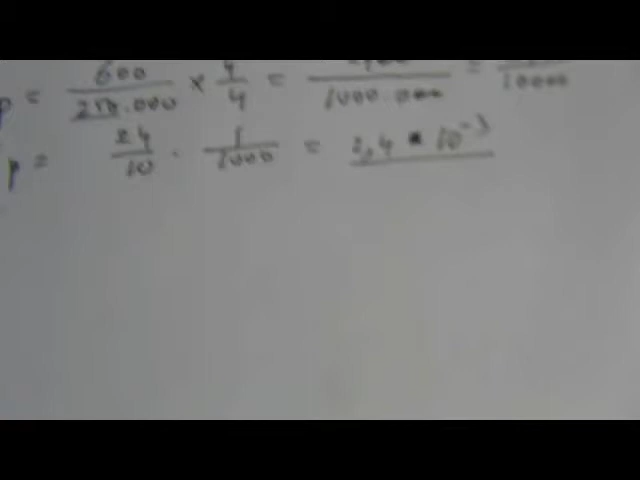 p = 600/250.000 × 4/4 = /1000.000 = /10000
p = 24/10 · 1/1000 = 2,4 * 10⁻³